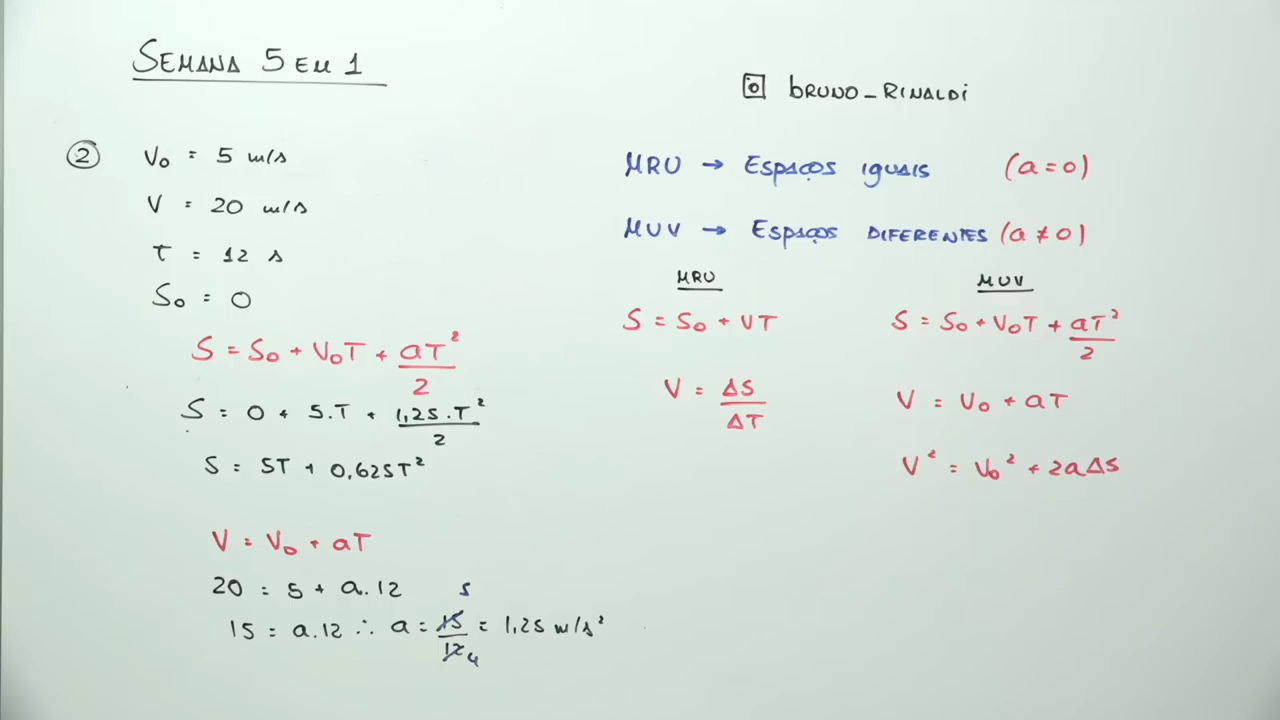 SEMANA 5 EM 1
bRUNO_RINALDi
② V₀ = 5 m/s
V = 20 m/s
T = 12 s
S₀ = 0
S = S₀ + V₀T + aT²/2
S = 0 + 5.T + 1,25.T²/2
S = 5T + 0,625T²
V = V₀ + aT
20 = 5 + a.12
15 = a.12 ∴ a = 15/12 = 1,25 m/s²
5
4
MRU → ESPAÇOS IGUAIS (a = 0)
MUV → ESPAÇOS DIFERENTES (a ≠ 0)
MRU
S = S₀ + VT
V = ΔS/ΔT
MUV
S = S₀ + V₀T + aT²/2
V = V₀ + aT
V² = V₀² + 2aΔS